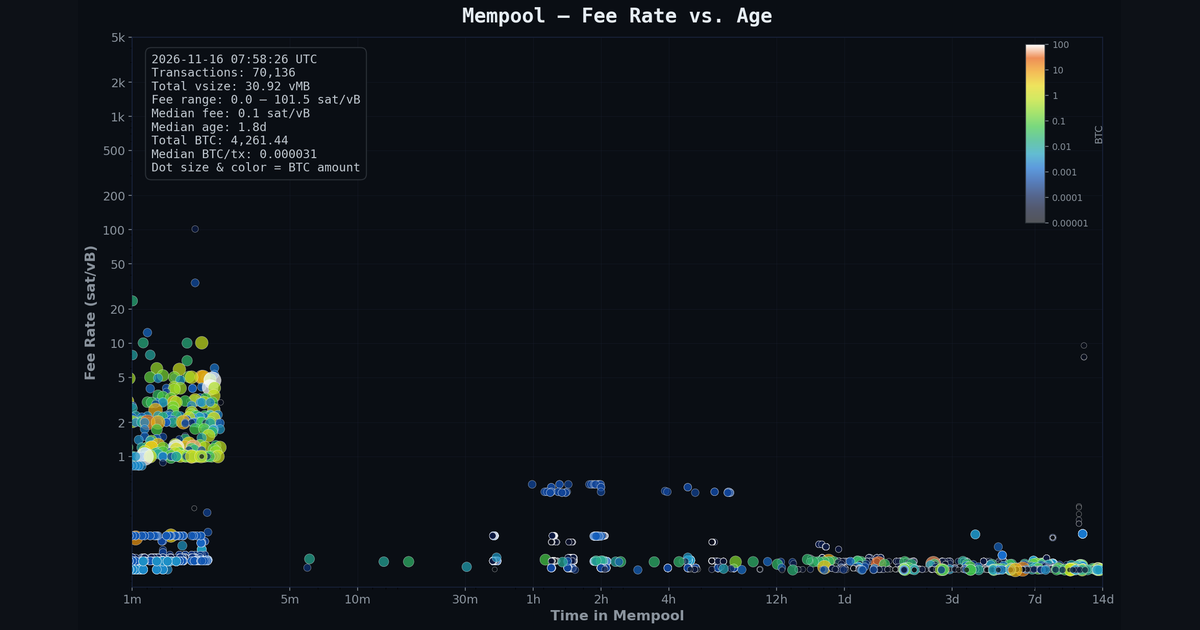 Mempool — Fee Rate vs. Age
2026-11-16 07:58:26 UTC
Transactions: 70,136
Total vsize: 30.92 vMB
Fee range: 0.0 — 101.5 sat/vB
Median fee: 0.1 sat/vB
Median age: 1.8d
Total BTC: 4,261.44
Median BTC/tx: 0.000031
Dot size & color = BTC amount
Fee Rate (sat/vB)
5k
2k
1k
500
200
100
50
20
10
5
2
1
100
10
1
0.1
0.01
0.001
0.0001
0.00001
BTC
1m
5m
10m
30m
1h
2h
4h
12h
1d
3d
7d
14d
Time in Mempool